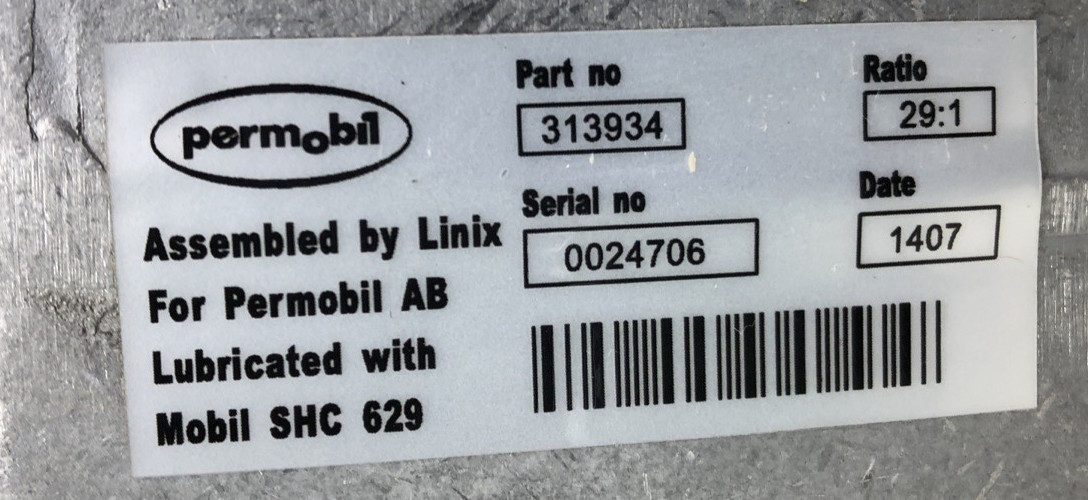 permobil
Assembled by Linix
For Permobil AB
Lubricated with
Mobil SHC 629
Part no
313934
Serial no
0024706
Ratio
29:1
Date
1407